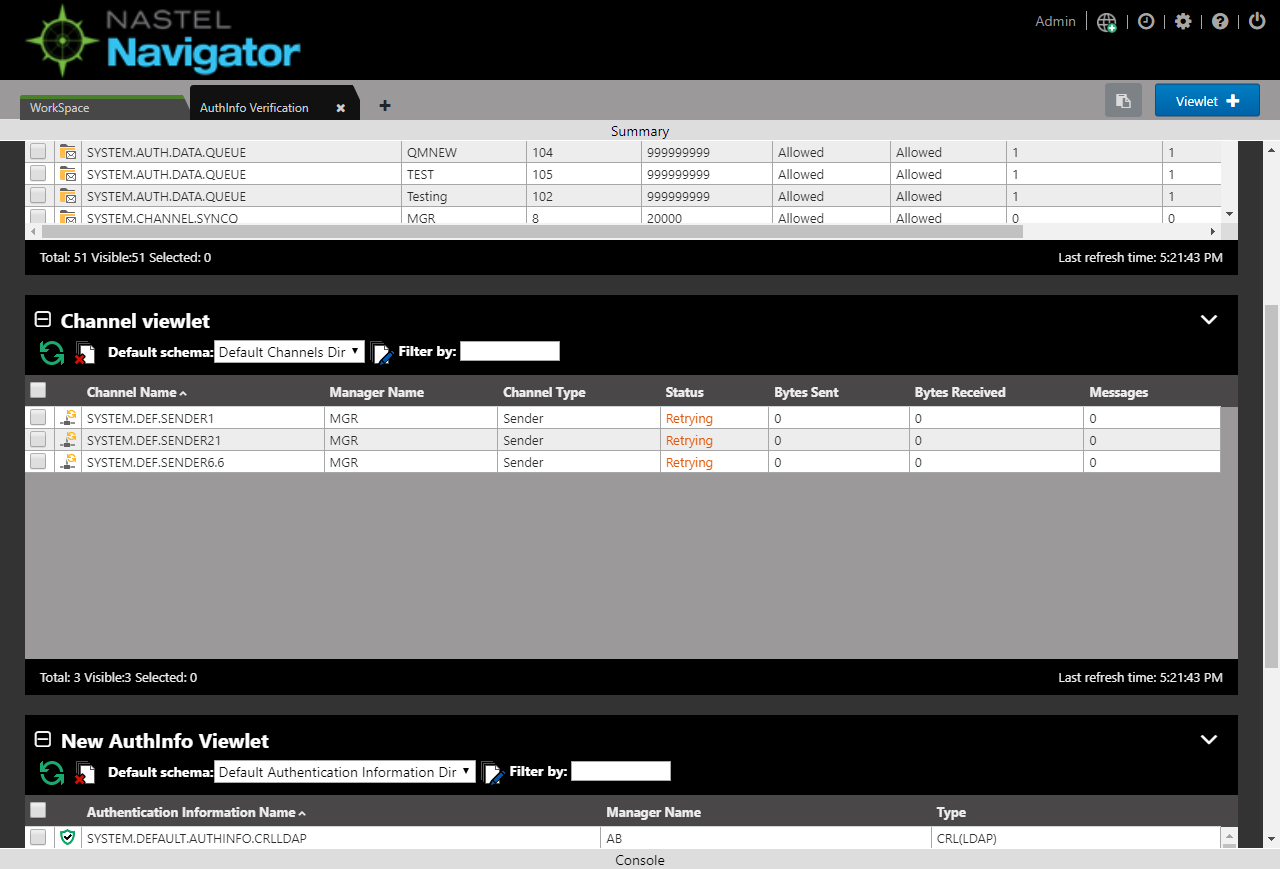 NASTEL
Navigator
Admin
WorkSpace
AuthInfo Verification
Viewlet
Summary
SYSTEM.AUTH.DATA.QUEUE QMNEW 104 999999999 Allowed Allowed 1 1
SYSTEM.AUTH.DATA.QUEUE TEST 105 999999999 Allowed Allowed 1 1
SYSTEM.AUTH.DATA.QUEUE Testing 102 999999999 Allowed Allowed 1 1
SYSTEM.CHANNEL.SYNCQ MGR 8 20000 Allowed Allowed 0 0
Total: 51 Visible:51 Selected: 0 Last refresh time: 5:21:43 PM
Channel viewlet
Default schema: Default Channels Dir Filter by:
Channel Name Manager Name Channel Type Status Bytes Sent Bytes Received Messages
SYSTEM.DEF.SENDER1 MGR Sender Retrying 0 0 0
SYSTEM.DEF.SENDER21 MGR Sender Retrying 0 0 0
SYSTEM.DEF.SENDER6.6 MGR Sender Retrying 0 0 0
Total: 3 Visible:3 Selected: 0 Last refresh time: 5:21:43 PM
New AuthInfo Viewlet
Default schema: Default Authentication Information Dir Filter by:
Authentication Information Name Manager Name Type
SYSTEM.DEFAULT.AUTHINFO.CRLLDAP AB CRL(LDAP)
Console